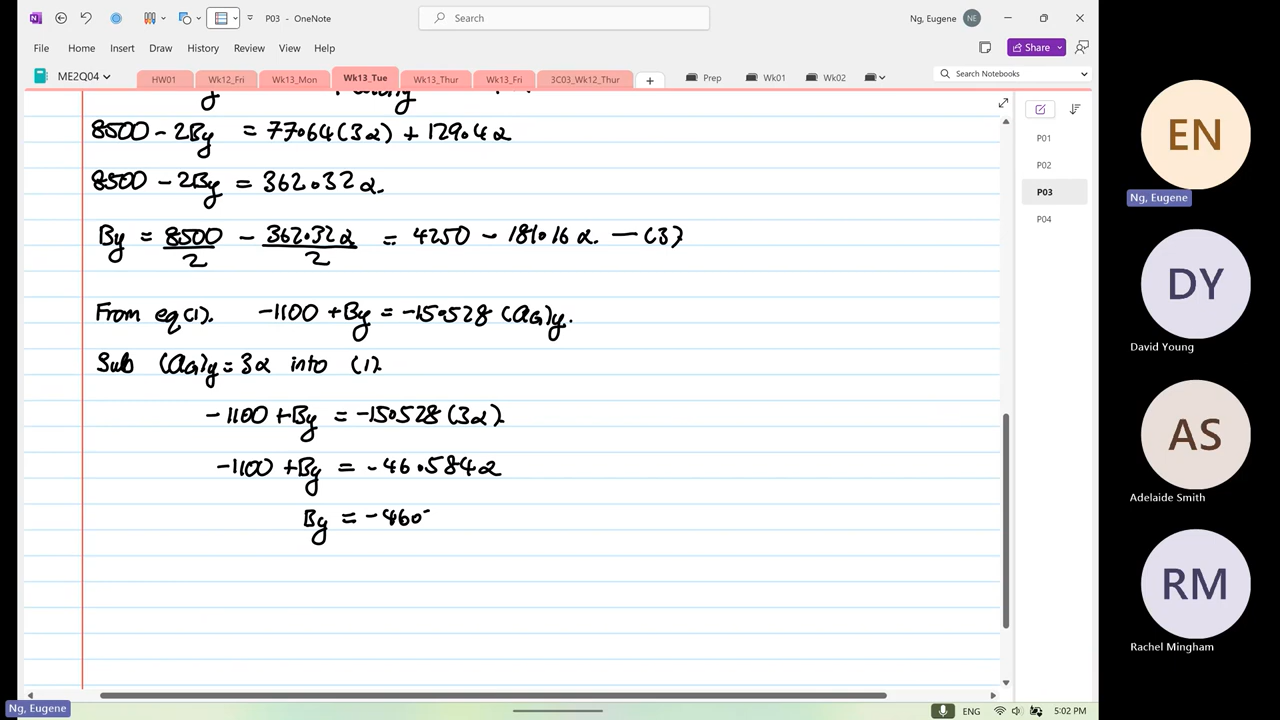 P03 - OneNote
Search
Ng, Eugene
NE
File Home Insert Draw History Review View Help
Share
ME2Q04
HW01
Wk12_Fri
Wk13_Mon
Wk13_Tue
Wk13_Thur
Wk13_Fri
3C03_Wk12_Thur
Prep
Wk01
Wk02
Search Notebooks
8500 - 2By = 77.64(3α) + 129.4α
8500 - 2By = 362.32α.
By = 8500/2 - 362.32α/2 = 4250 - 181.16α. — (3)
From eq(1). -1100 + By = -15.528 (aG)y.
Sub (aG)y = 3α into (1).
-1100 + By = -15.528 (3α).
-1100 + By = -46.584α
By = -460
P01
P02
P03
P04
EN
Ng, Eugene
DY
David Young
AS
Adelaide Smith
RM
Rachel Mingham
Ng, Eugene
ENG
5:02 PM